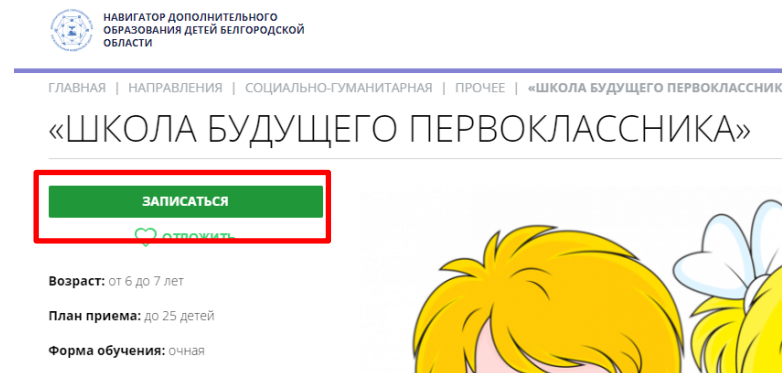 НАВИГАТОР ДОПОЛНИТЕЛЬНОГО
ОБРАЗОВАНИЯ ДЕТЕЙ БЕЛГОРОДСКОЙ
ОБЛАСТИ
ГЛАВНАЯ | НАПРАВЛЕНИЯ | СОЦИАЛЬНО-ГУМАНИТАРНАЯ | ПРОЧЕЕ | «ШКОЛА БУДУЩЕГО ПЕРВОКЛАССНИК
«ШКОЛА БУДУЩЕГО ПЕРВОКЛАССНИКА»
ЗАПИСАТЬСЯ
ОТЛОЖИТЬ
Возраст: от 6 до 7 лет
План приема: до 25 детей
Форма обучения: очная